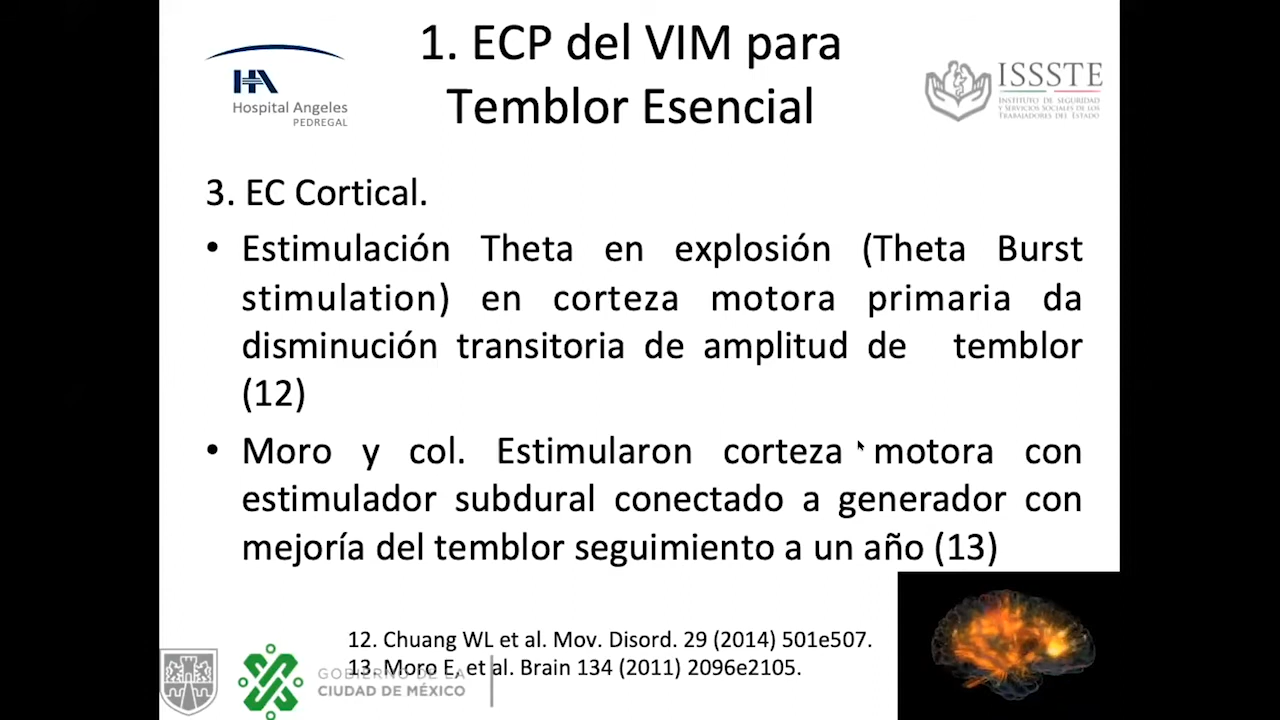 1. ECP del VIM para
Temblor Esencial
HA
Hospital Angeles
PEDREGAL
ISSSTE
INSTITUTO DE SEGURIDAD
Y SERVICIOS SOCIALES DE LOS
TRABAJADORES DEL ESTADO
3. EC Cortical.
• Estimulación Theta en explosión (Theta Burst
stimulation) en corteza motora primaria da
disminución transitoria de amplitud de temblor
(12)
• Moro y col. Estimularon corteza motora con
estimulador subdural conectado a generador con
mejoría del temblor seguimiento a un año (13)
12. Chuang WL et al. Mov. Disord. 29 (2014) 501e507.
13. Moro E, et al. Brain 134 (2011) 2096e2105.
GOBIERNO DE LA
CIUDAD DE MÉXICO